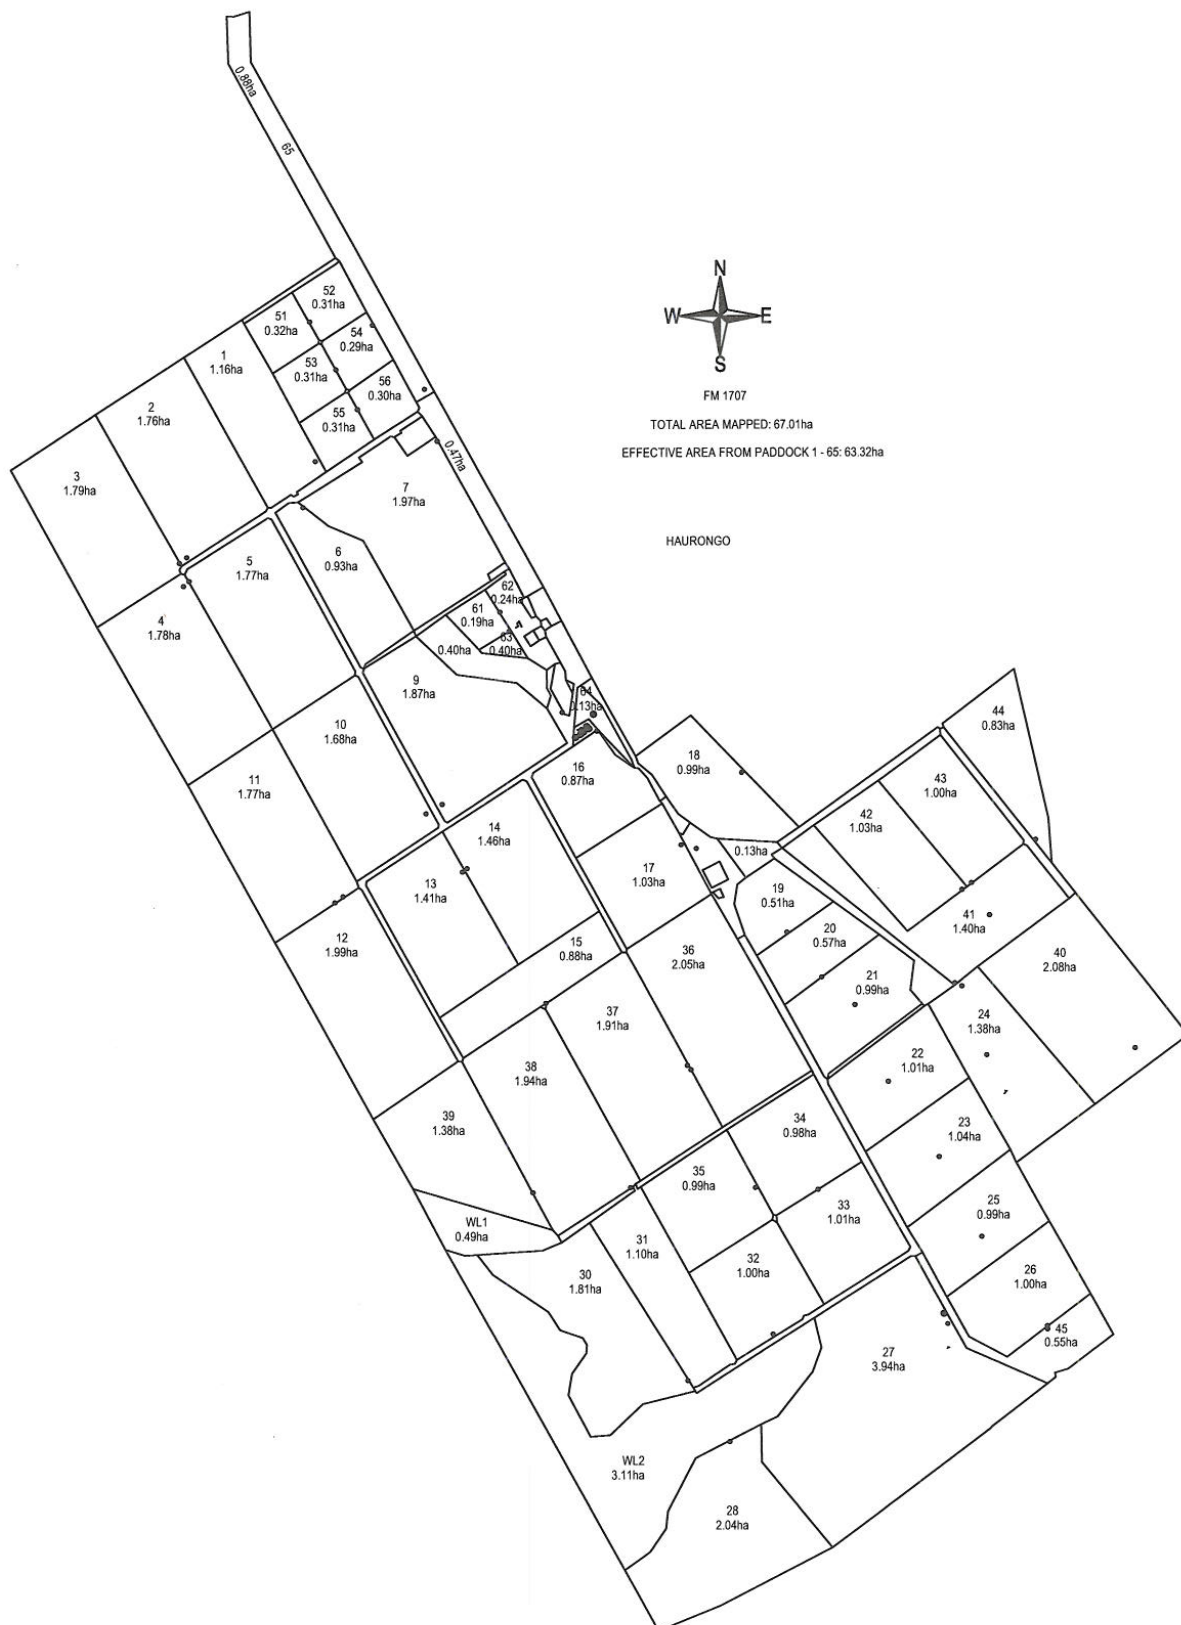 0.88ha
65
N
W E
S
FM 1707
TOTAL AREA MAPPED: 67.01ha
EFFECTIVE AREA FROM PADDOCK 1 - 65: 63.32ha
HAURONGO
52
0.31ha
51
0.32ha
54
0.29ha
53
0.31ha
56
0.30ha
55
0.31ha
1
1.16ha
2
1.76ha
3
1.79ha
0.47ha
7
1.97ha
6
0.93ha
5
1.77ha
4
1.78ha
62
0.24ha
61
0.19ha
63
0.40ha
0.40ha
64
0.13ha
9
1.87ha
10
1.68ha
11
1.77ha
16
0.87ha
18
0.99ha
44
0.83ha
43
1.00ha
42
1.03ha
14
1.46ha
13
1.41ha
17
1.03ha
0.13ha
19
0.51ha
41
1.40ha
12
1.99ha
15
0.88ha
20
0.57ha
36
2.05ha
40
2.08ha
21
0.99ha
37
1.91ha
24
1.38ha
38
1.94ha
22
1.01ha
39
1.38ha
34
0.98ha
23
1.04ha
35
0.99ha
33
1.01ha
25
0.99ha
WL1
0.49ha
31
1.10ha
32
1.00ha
30
1.81ha
26
1.00ha
45
0.55ha
27
3.94ha
WL2
3.11ha
28
2.04ha